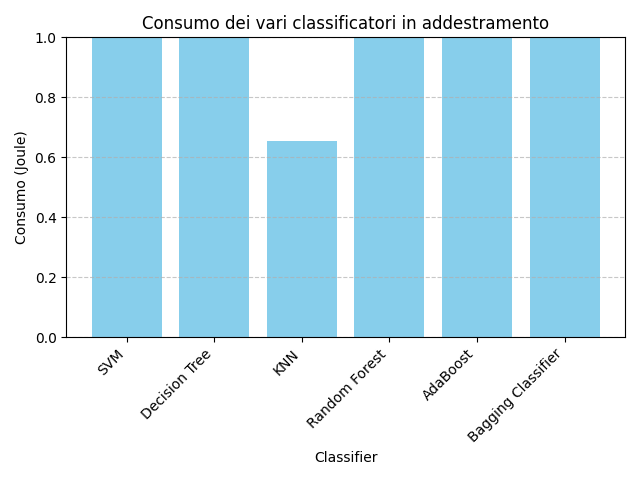 Consumo dei vari classificatori in addestramento
Consumo (Joule)
1.0
0.8
0.6
0.4
0.2
0.0
SVM
Decision Tree
KNN
Random Forest
AdaBoost
Bagging Classifier
Classifier